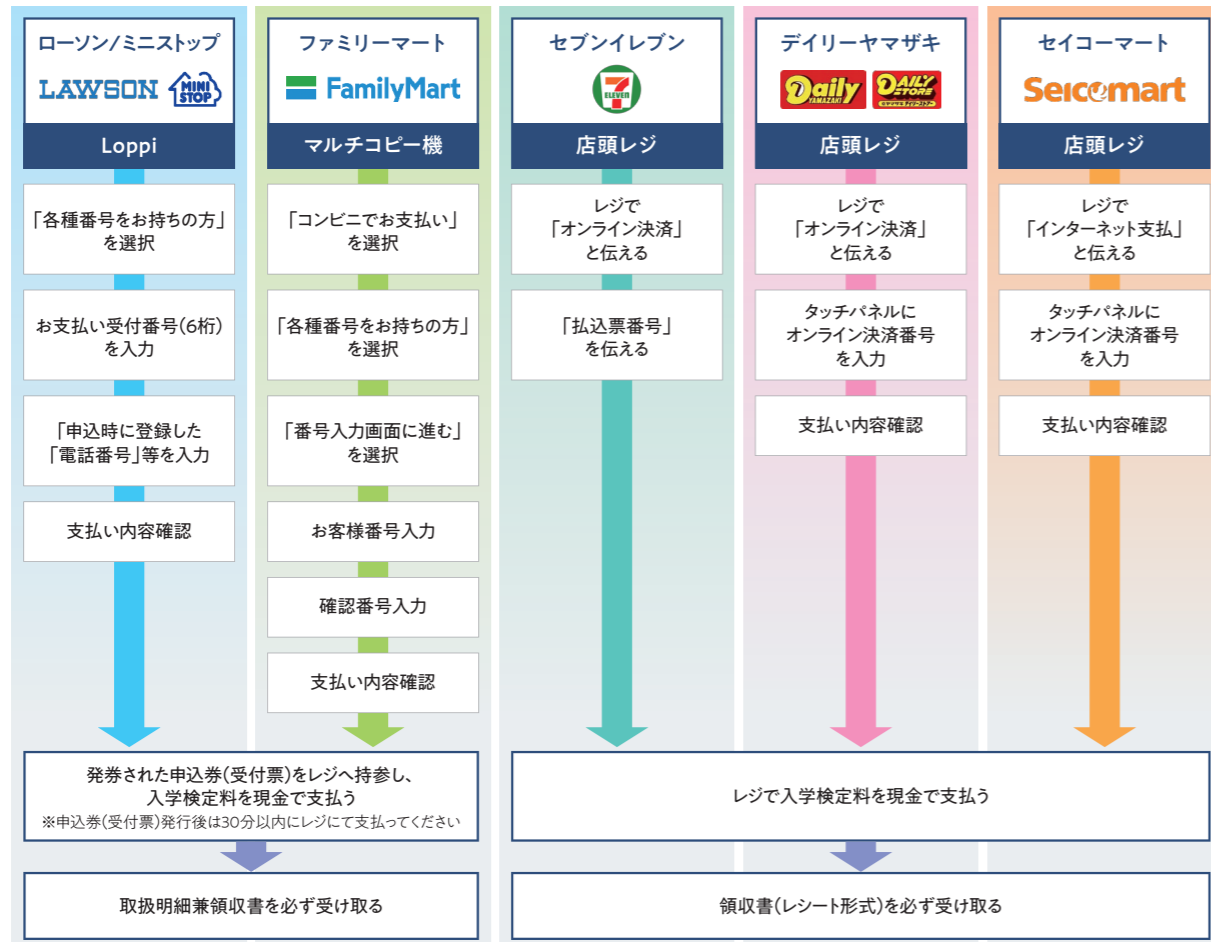 ローソン/ミニストップ
LAWSON
MINI
STOP
Loppi
「各種番号をお持ちの方」
を選択
お支払い受付番号(6桁)
を入力
「申込時に登録した
「電話番号」等を入力
支払い内容確認
ファミリーマート
FamilyMart
マルチコピー機
「コンビニでお支払い」
を選択
「各種番号をお持ちの方」
を選択
「番号入力画面に進む」
を選択
お客様番号入力
確認番号入力
支払い内容確認
発券された申込券(受付票)をレジへ持参し、
入学検定料を現金で支払う
※申込券(受付票)発行後は30分以内にレジにて支払ってください
取扱明細兼領収書を必ず受け取る
セブンイレブン
7
ELEVEN
店頭レジ
レジで
「オンライン決済」
と伝える
「払込票番号」
を伝える
デイリーヤマザキ
Daily
YAMAZAKI
DAILY
STORE
店頭レジ
レジで
「オンライン決済」
と伝える
タッチパネルに
オンライン決済番号
を入力
支払い内容確認
セイコーマート
Seicomart
店頭レジ
レジで
「インターネット支払」
と伝える
タッチパネルに
オンライン決済番号
を入力
支払い内容確認
レジで入学検定料を現金で支払う
領収書(レシート形式)を必ず受け取る